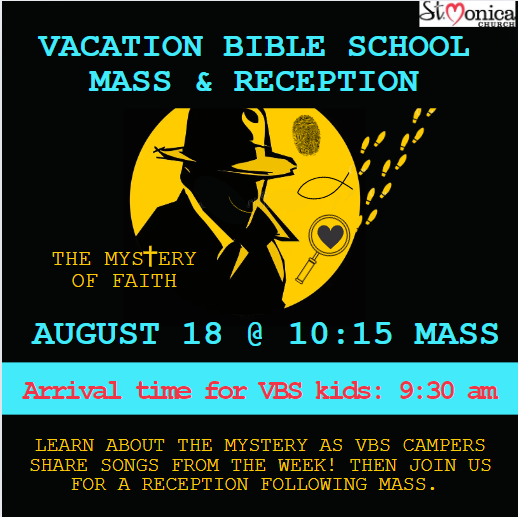 St. Monica
CHURCH
VACATION BIBLE SCHOOL
MASS & RECEPTION
THE MYSTERY
OF FAITH
AUGUST 18 @ 10:15 MASS
Arrival time for VBS kids: 9:30 am
LEARN ABOUT THE MYSTERY AS VBS CAMPERS
SHARE SONGS FROM THE WEEK! THEN JOIN US
FOR A RECEPTION FOLLOWING MASS.